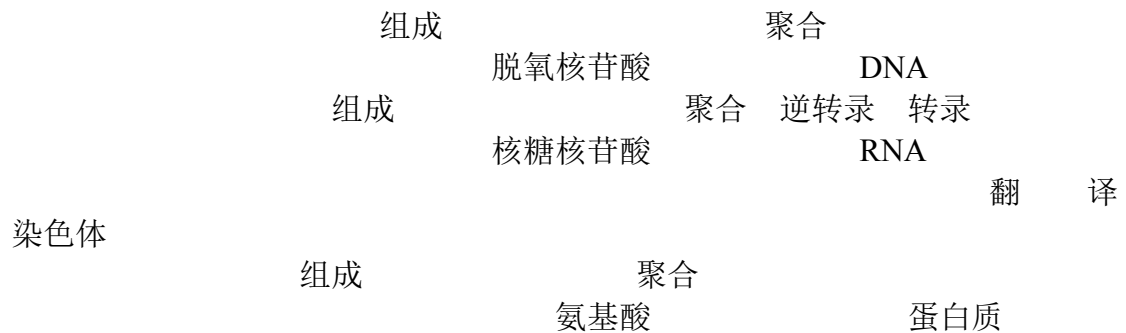 组成 聚合
脱氧核苷酸 DNA
组成 聚合 逆转录 转录
核糖核苷酸 RNA
翻 译
染色体
组成 聚合
氨基酸 蛋白质